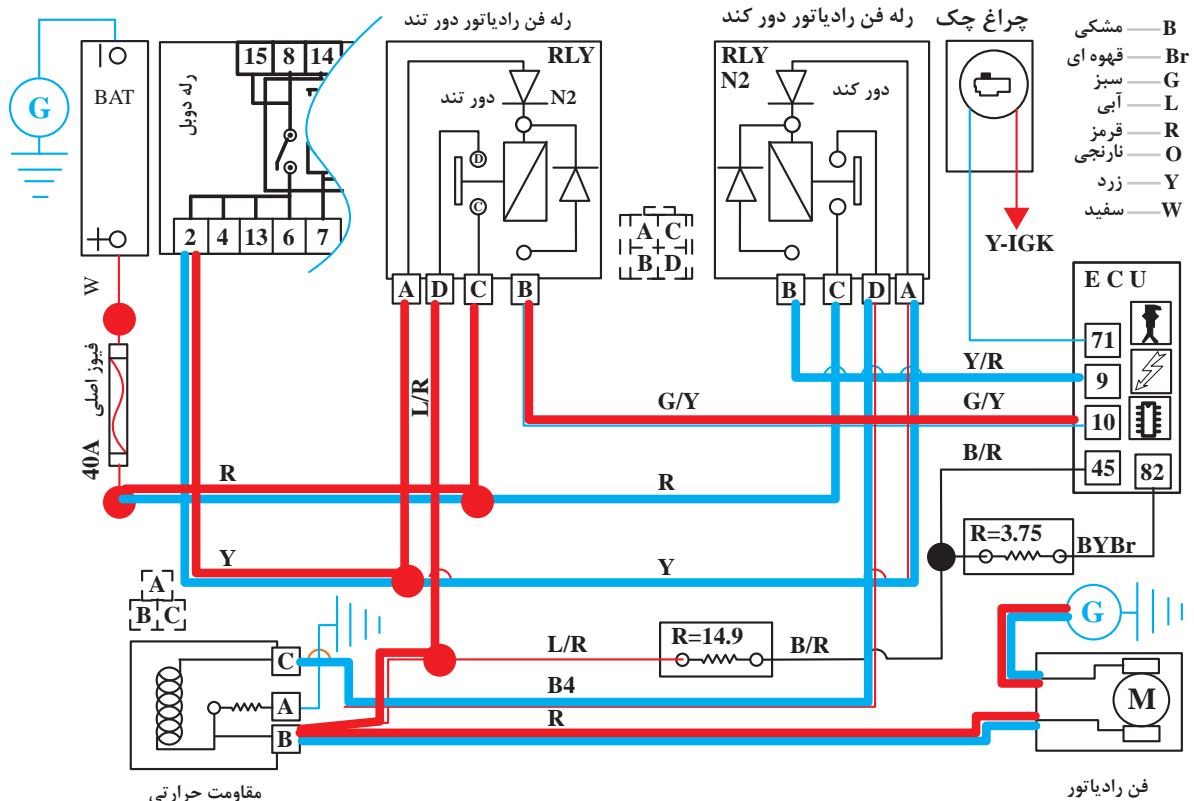 رله فن رادیاتور دور تند
رله فن رادیاتور دور کند
چراغ چک
B مشکی
Br قهوه ای
G سبز
L آبی
R قرمز
O نارنجی
Y زرد
W سفید
G
BAT
رله دوبل
15 8 14
2 4 13 6 7
RLY
N2
دور تند
D
C
A D C B
A C
B D
RLY
N2
دور کند
B C D A
Y-IGK
E C U
71
9
10
45
82
W
فیوز اصلی
40A
L/R
Y/R
G/Y
G/Y
B/R
R
R
R=3.75
BYBr
Y
Y
A
B C
C
A
B
L/R
R=14.9
B/R
B4
R
G
M
مقاومت حرارتی
فن رادیاتور